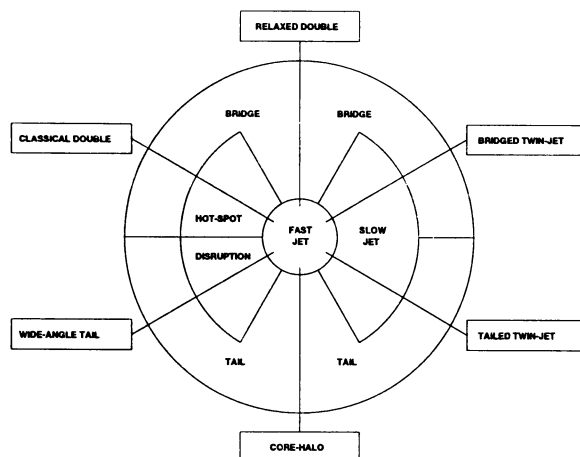 RELAXED DOUBLE
BRIDGE
BRIDGE
CLASSICAL DOUBLE
BRIDGED TWIN-JET
HOT-SPOT
FAST
JET
SLOW
JET
DISRUPTION
WIDE-ANGLE TAIL
TAILED TWIN-JET
TAIL
TAIL
CORE-HALO